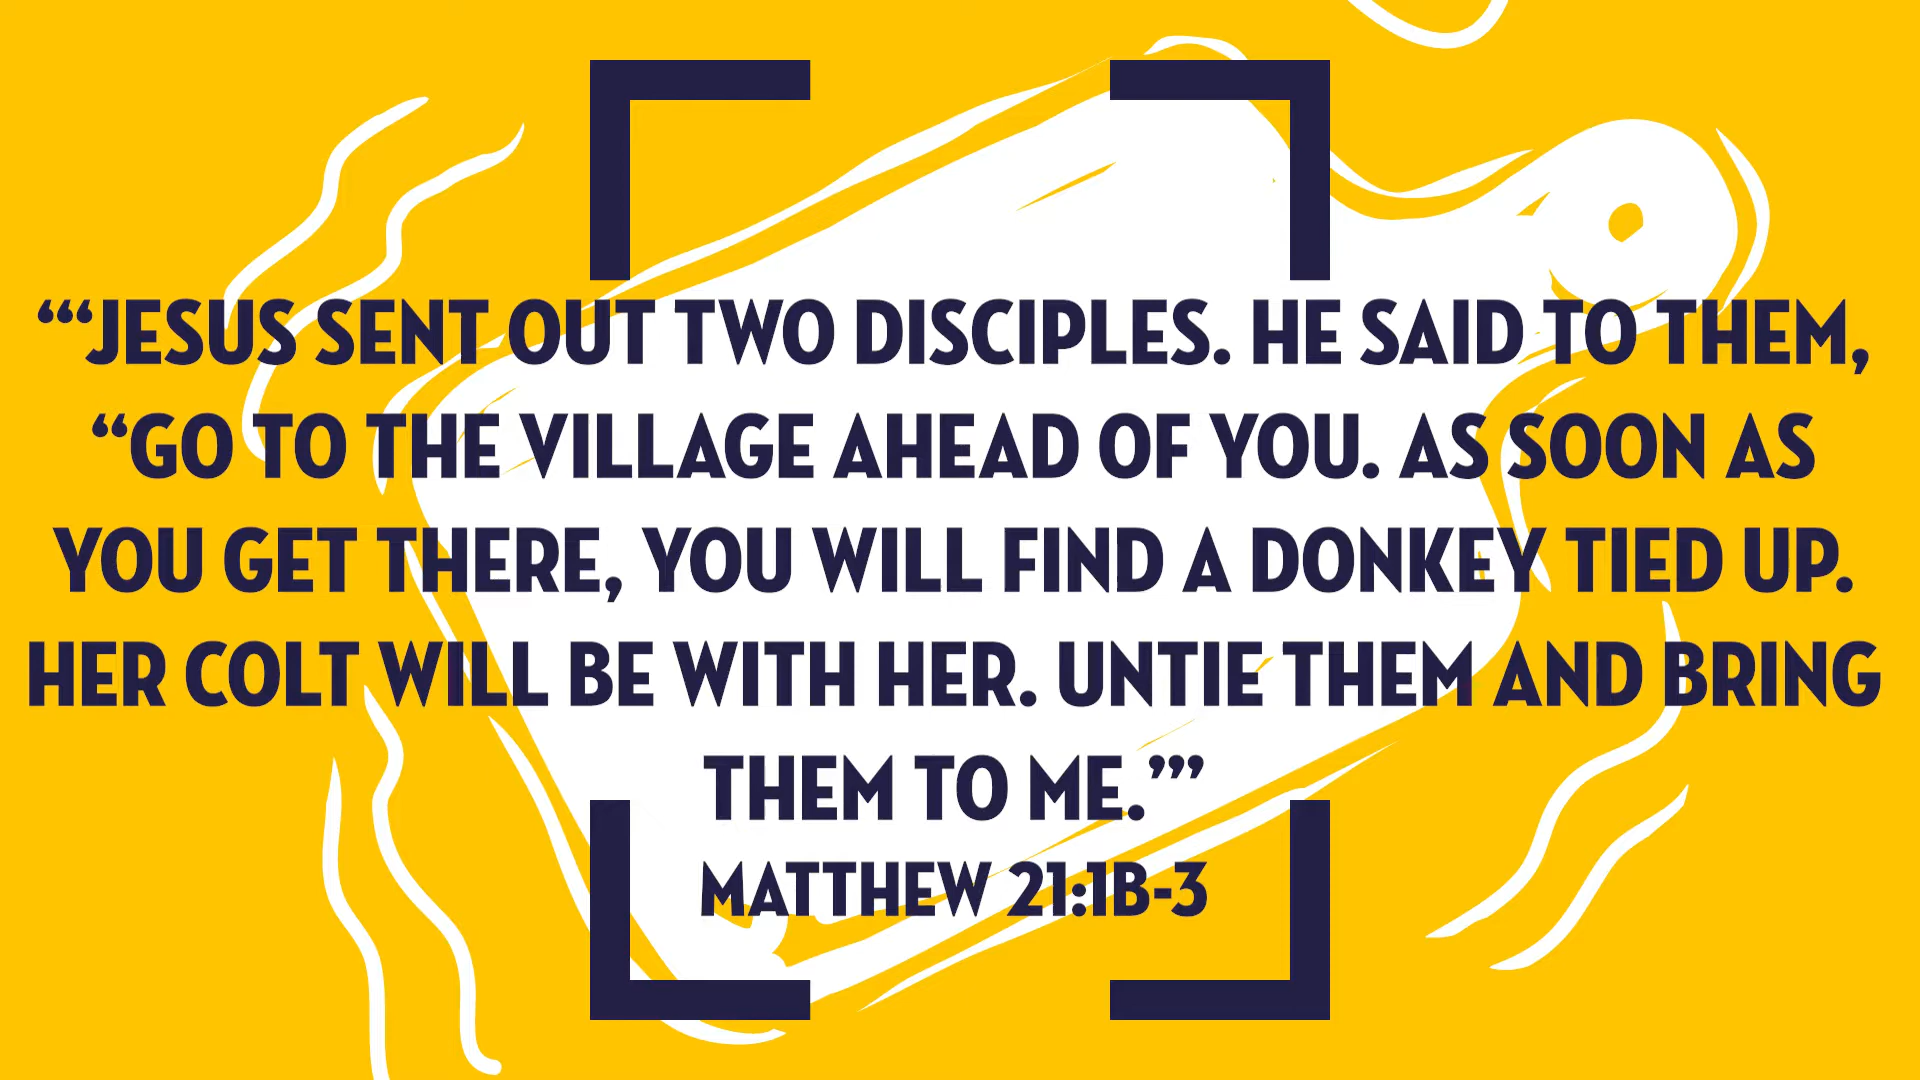 “‘“JESUS SENT OUT TWO DISCIPLES. HE SAID TO THEM,
“GO TO THE VILLAGE AHEAD OF YOU. AS SOON AS
YOU GET THERE, YOU WILL FIND A DONKEY TIED UP.
HER COLT WILL BE WITH HER. UNTIE THEM AND BRING
THEM TO ME.”’
MATTHEW 21:1B-3